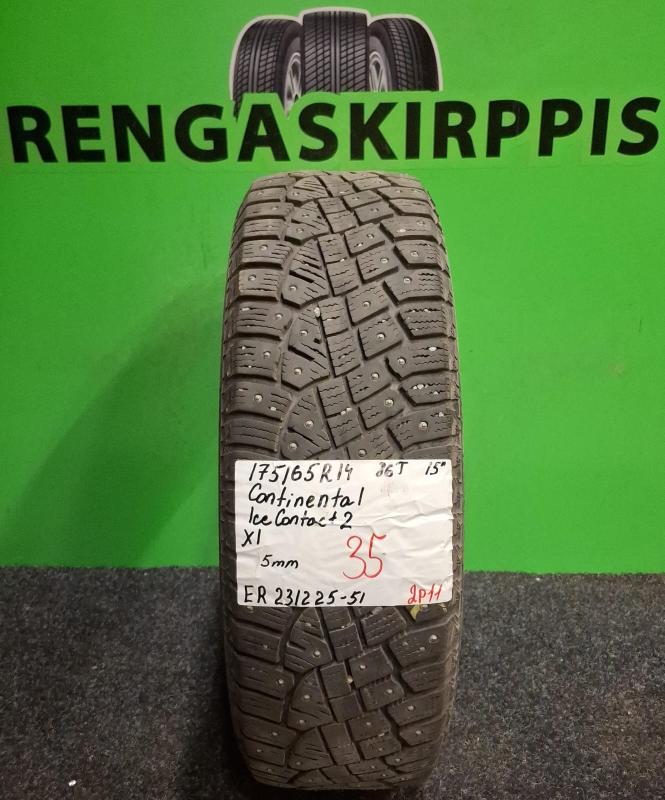 RENGASKIRPPIS
175/65R14 86T 15"
Continental
Ice Contact 2
X1
5mm 35
ER 231225-51 2P11